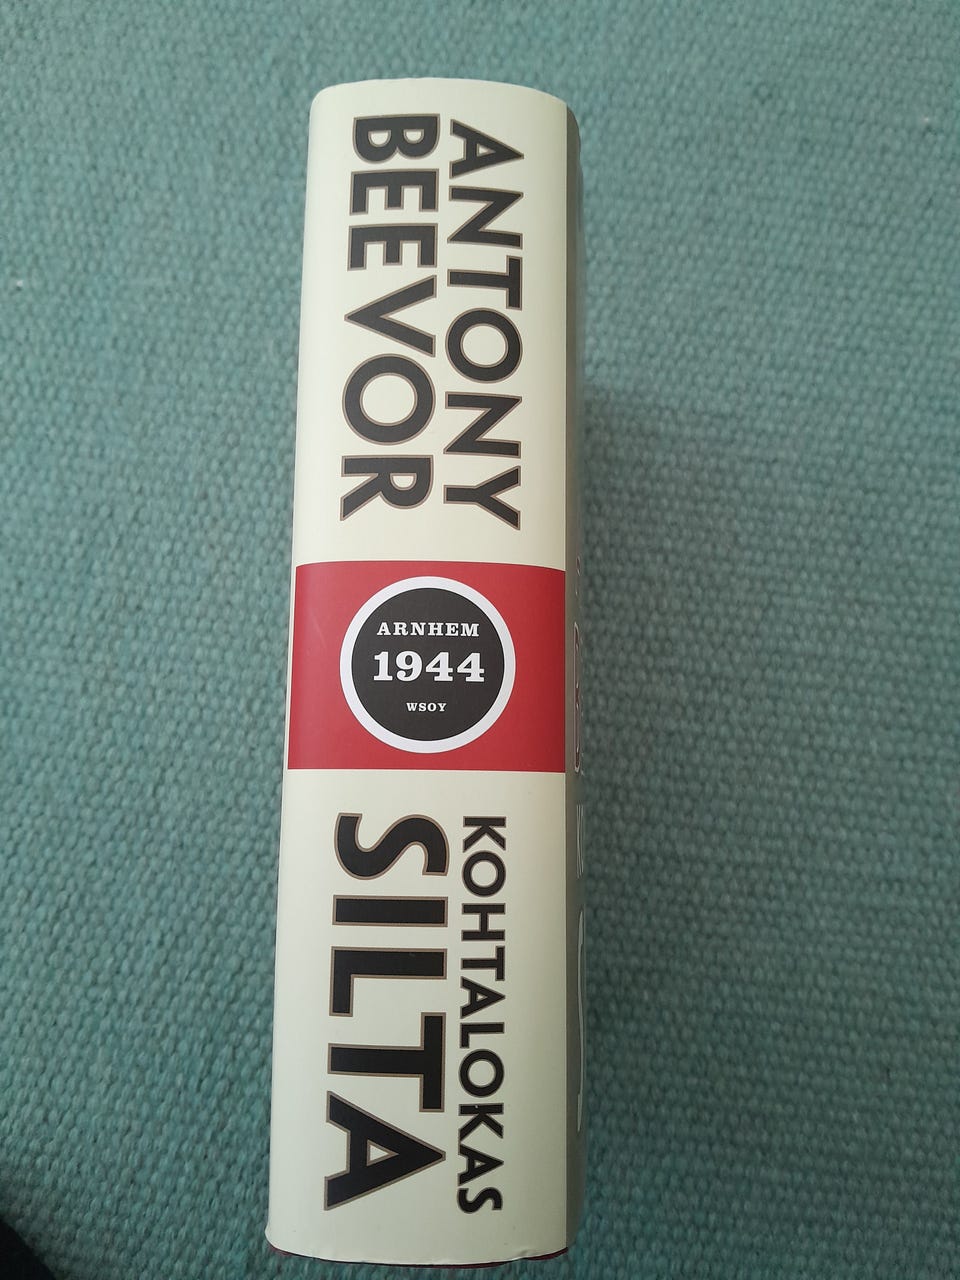 ANTONY
BEEVOR
ARNHEM
1944
WSOY
KOHTALOKAS
SILTA